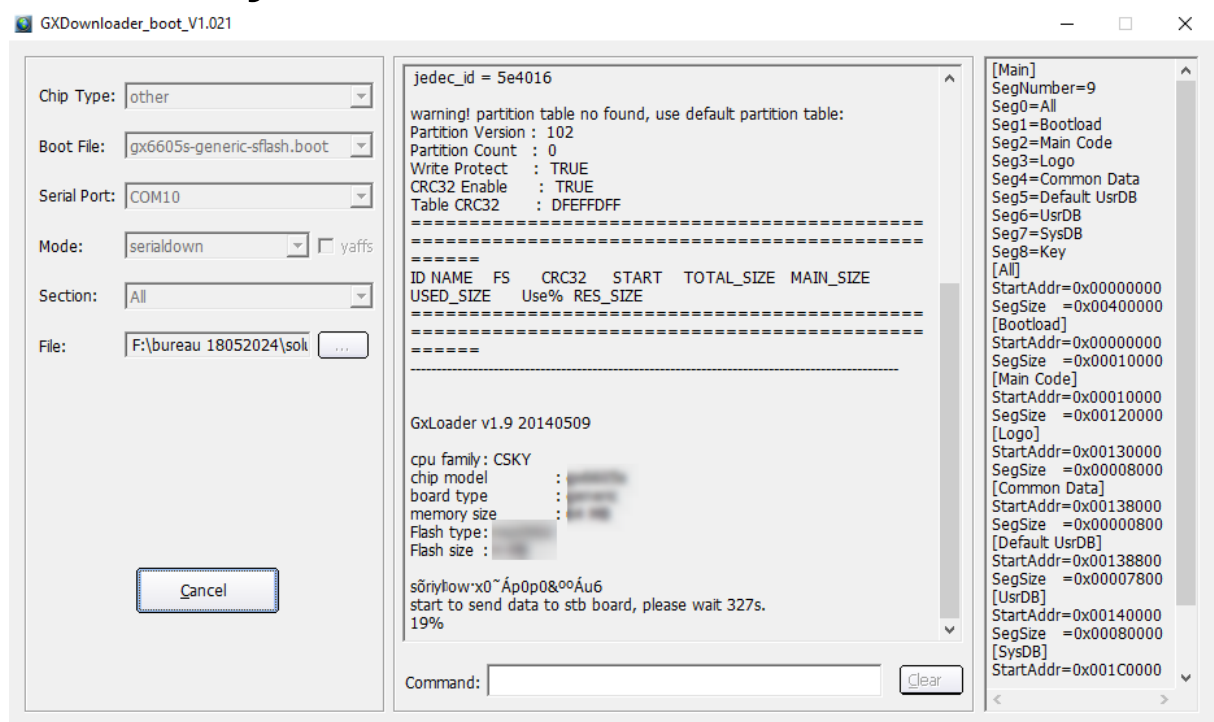 GXDownloader_boot_V1.021
Chip Type: other
Boot File: gx6605s-generic-sflash.boot
Serial Port: COM10
Mode: serialdown yaffs
Section: All
File: F:\bureau 18052024\solu ...
Cancel
jedec_id = 5e4016
warning! partition table no found, use default partition table:
Partition Version : 102
Partition Count : 0
Write Protect : TRUE
CRC32 Enable : TRUE
Table CRC32 : DFEFFDFF
============================================
============================================
======
ID NAME FS CRC32 START TOTAL_SIZE MAIN_SIZE
USED_SIZE Use% RES_SIZE
============================================
============================================
======
--------------------------------------------------------------------------------------------------
GxLoader v1.9 20140509
cpu family : CSKY
chip model :
board type :
memory size :
Flash type :
Flash size :
start to send data to stb board, please wait 327s.
19%
Command:
Clear
[Main]
SegNumber=9
Seg0=All
Seg1=Bootload
Seg2=Main Code
Seg3=Logo
Seg4=Common Data
Seg5=Default UsrDB
Seg6=UsrDB
Seg7=SysDB
Seg8=Key
[All]
StartAddr=0x00000000
SegSize =0x00400000
[Bootload]
StartAddr=0x00000000
SegSize =0x00010000
[Main Code]
StartAddr=0x00010000
SegSize =0x00120000
[Logo]
StartAddr=0x00130000
SegSize =0x00008000
[Common Data]
StartAddr=0x00138000
SegSize =0x00000800
[Default UsrDB]
StartAddr=0x00138800
SegSize =0x00007800
[UsrDB]
StartAddr=0x00140000
SegSize =0x00080000
[SysDB]
StartAddr=0x001C0000